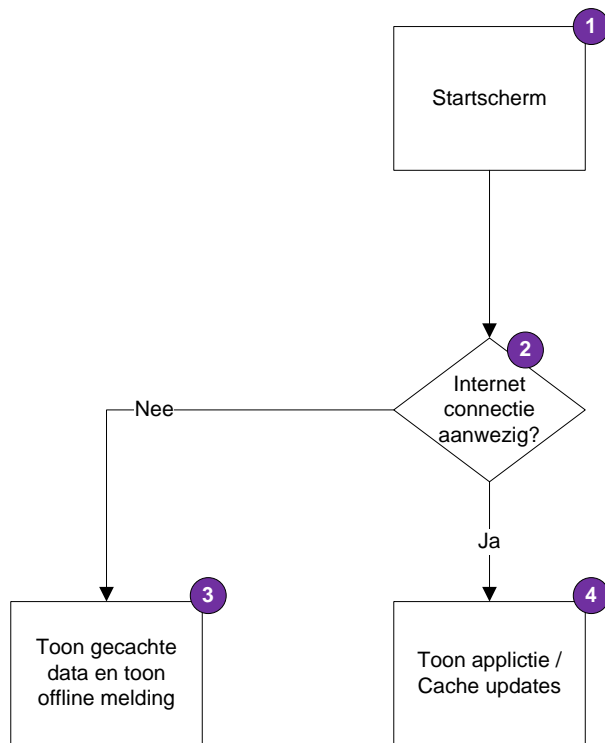 1
Startscherm
2
Internet
connectie
aanwezig?
Nee
Ja
3
Toon gecachte
data en toon
offline melding
4
Toon applictie /
Cache updates